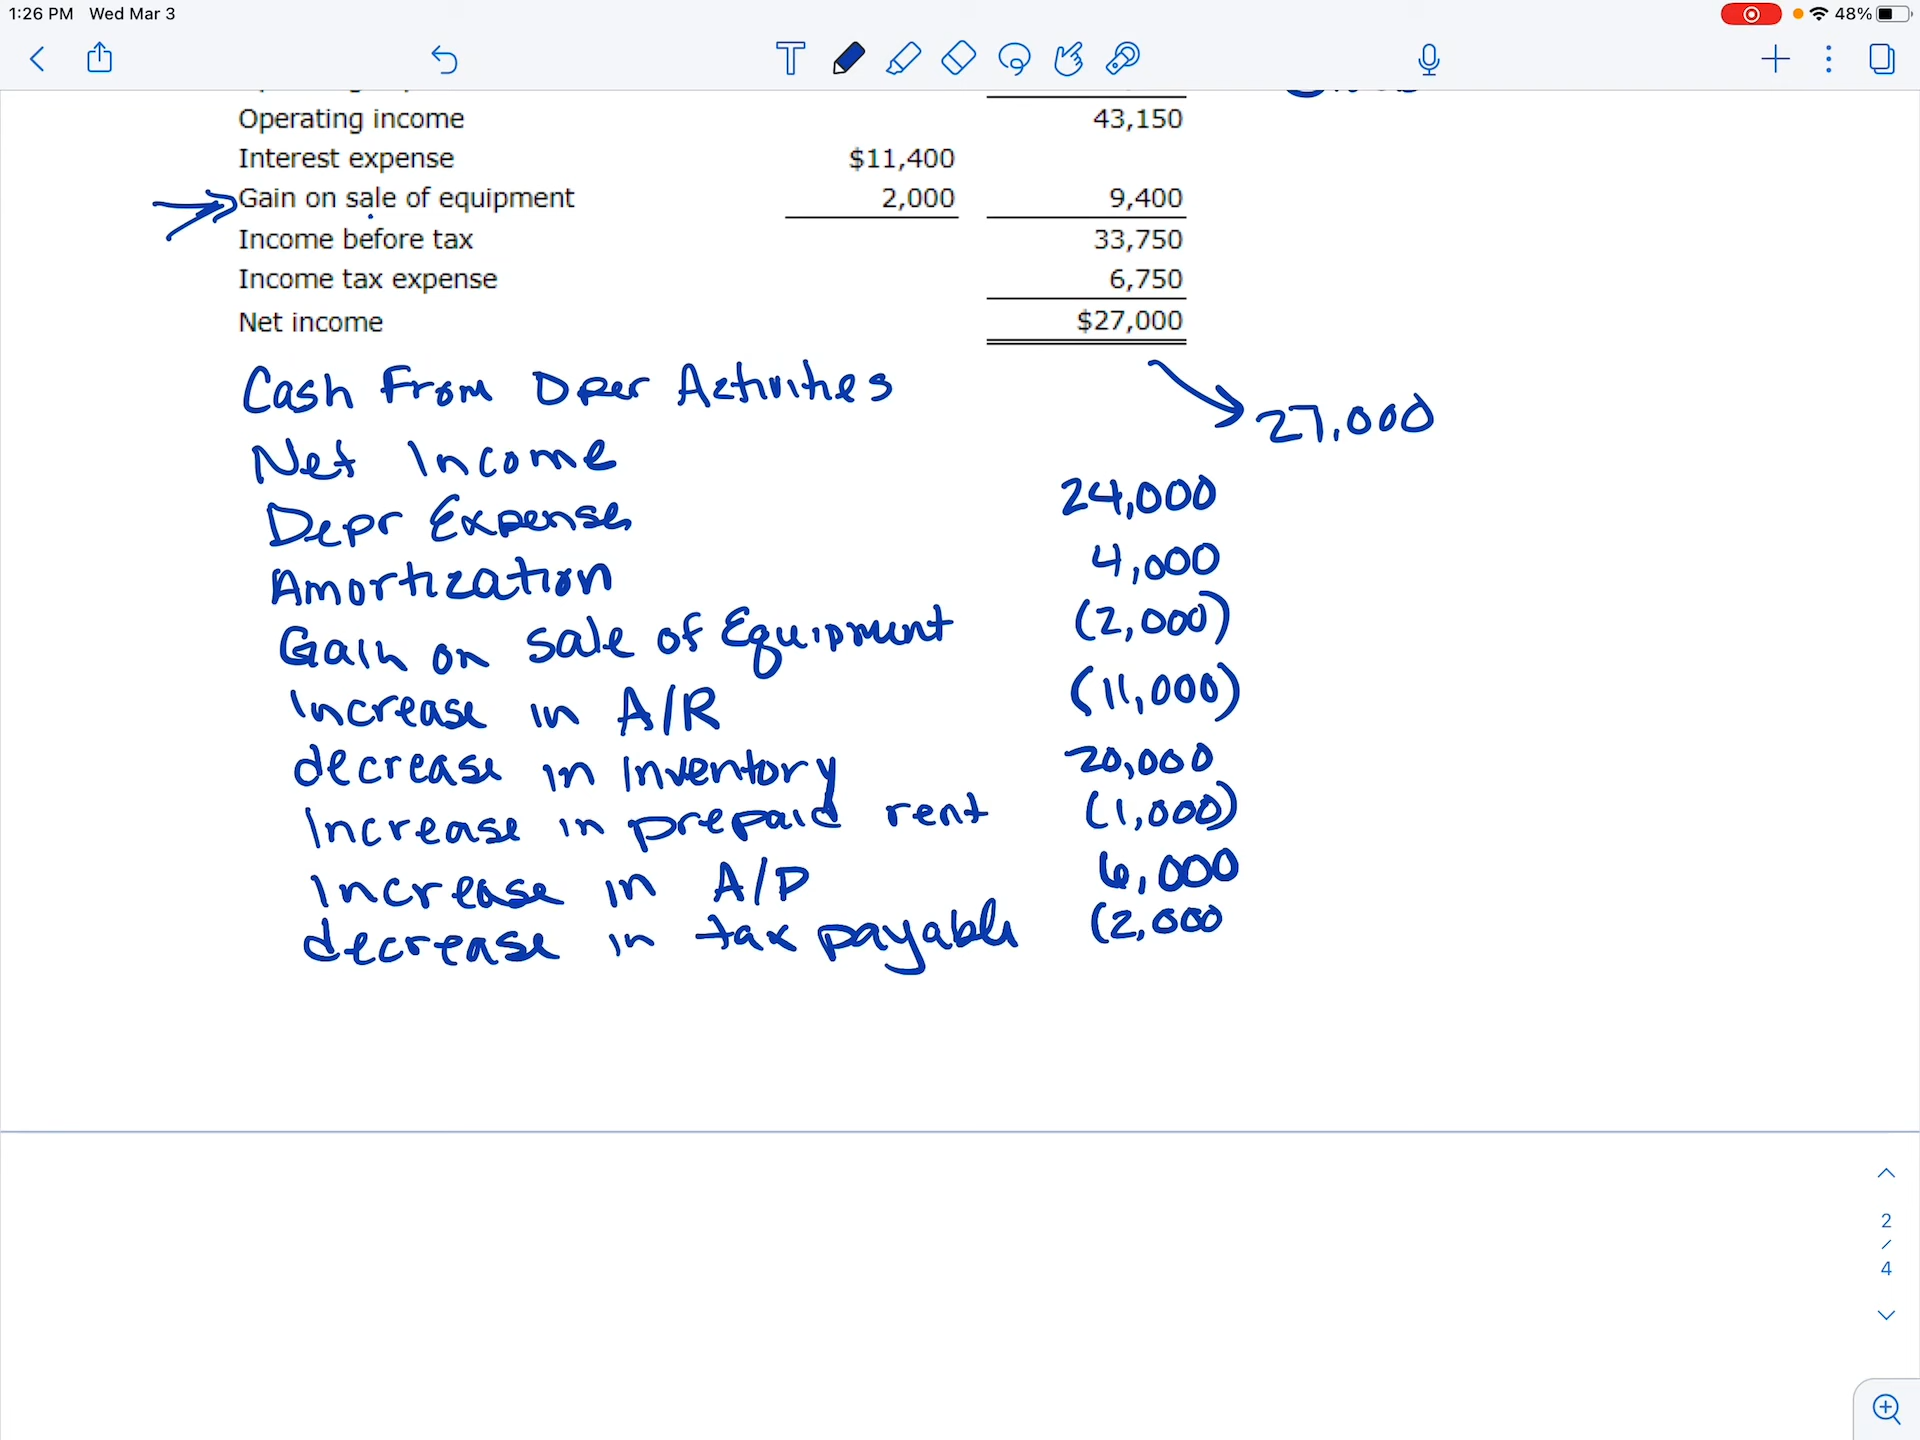 1:26 PM Wed Mar 3 48%
Operating income 43,150
Interest expense $11,400
Gain on sale of equipment 2,000 9,400
Income before tax 33,750
Income tax expense 6,750
Net income $27,000
Cash From Oper Activities
27,000
Net Income
24,000
Depr Expense
4,000
Amortization
Gain on sale of Equipment (2,000)
Increase in A/R (11,000)
decrease in Inventory 20,000
Increase in prepaid rent (1,000)
Increase in A/P 6,000
decrease in tax payable (2,000
2
/
4